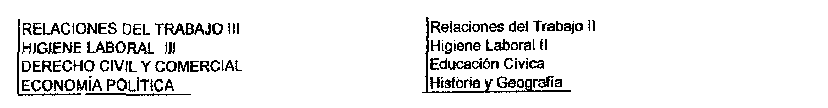 RELACIONES DEL TRABAJO III
HIGIENE LABORAL III
DERECHO CIVIL Y COMERCIAL
ECONOMÍA POLÍTICA
Relaciones del Trabajo II
Higiene Laboral II
Educación Cívica
Historia y Geografía